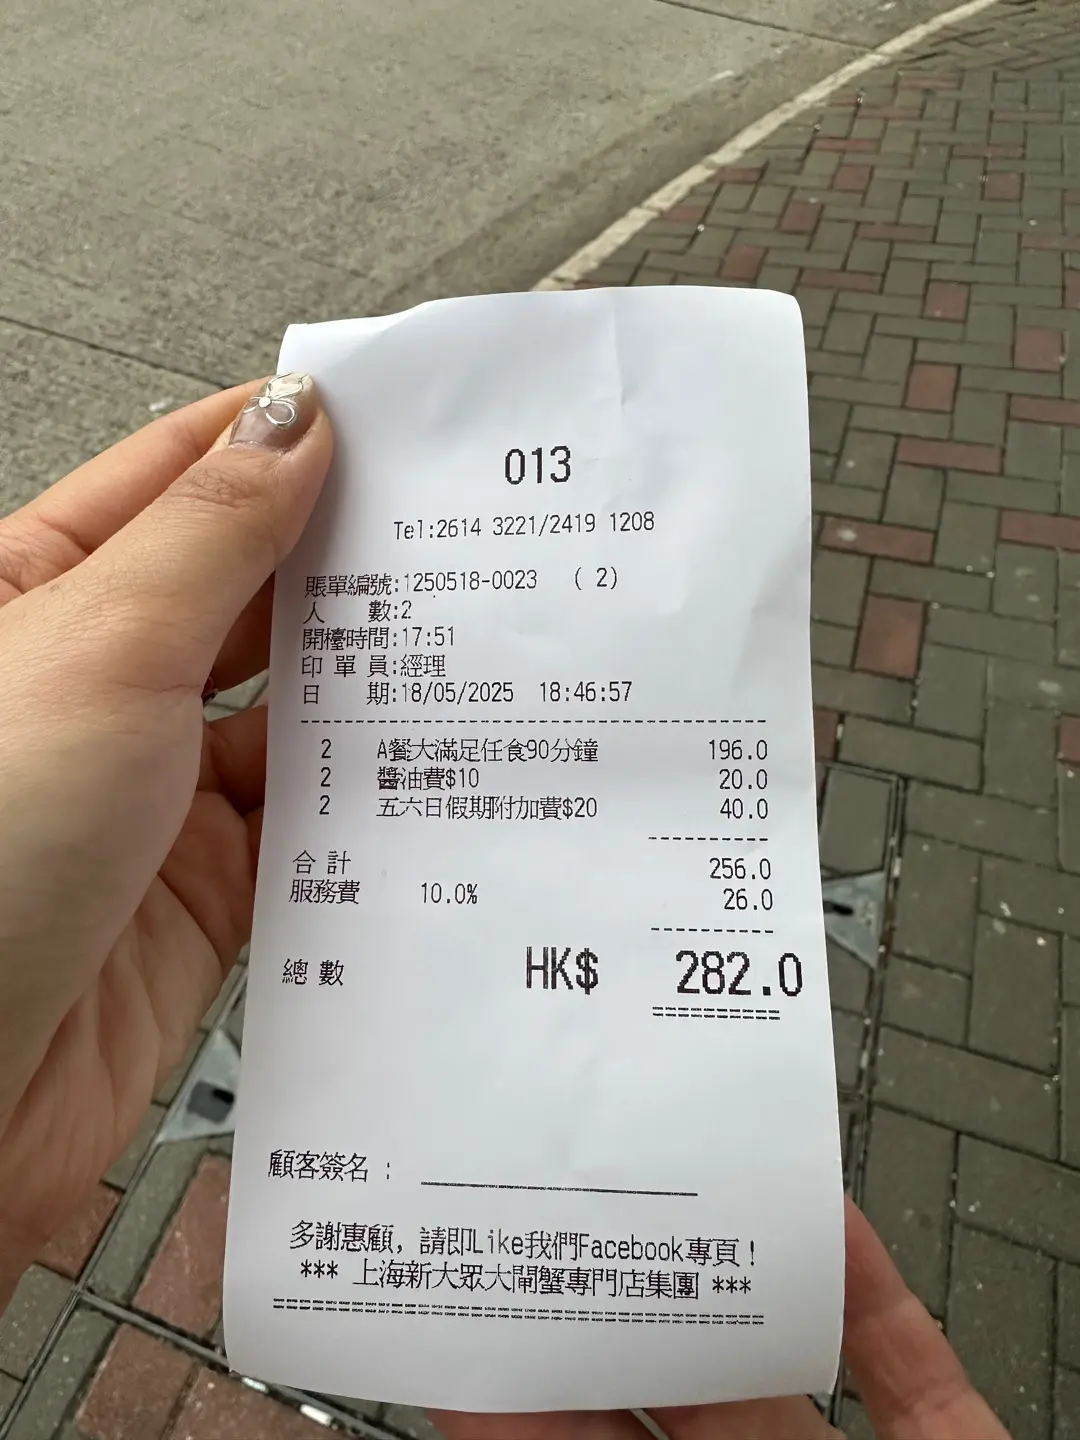 013
Tel:2614 3221/2419 1208
賬單編號:1250518-0023 ( 2)
人 數:2
開檯時間:17:51
印 單 員:經理
日 期:18/05/2025 18:46:57
2 A餐大滿足任食90分鐘 196.0
2 醬油費$10 20.0
2 五六日假期附加費$20 40.0
合 計 256.0
服務費 10.0% 26.0
總 數 HK$ 282.0
顧客簽名 :
多謝惠顧, 請即Like我們Facebook專頁!
*** 上海新大眾大閘蟹專門店集團 ***